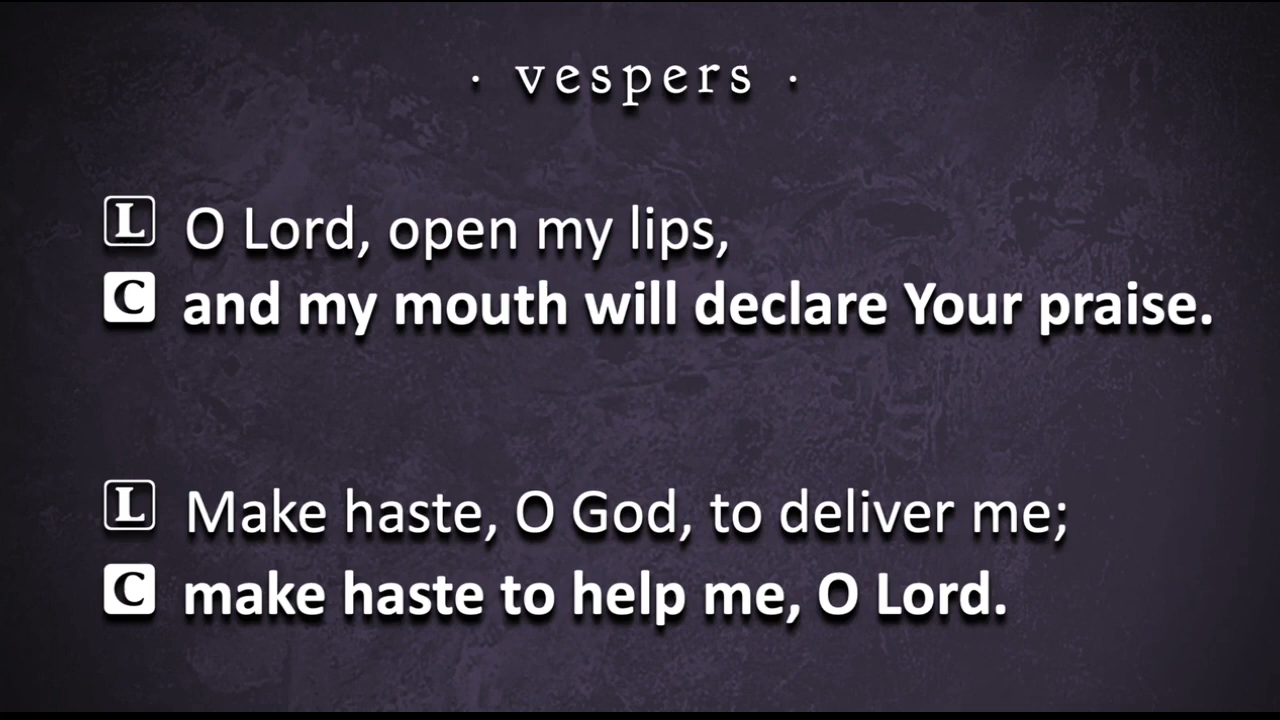 · vespers ·
L O Lord, open my lips,
C and my mouth will declare Your praise.
L Make haste, O God, to deliver me;
C make haste to help me, O Lord.